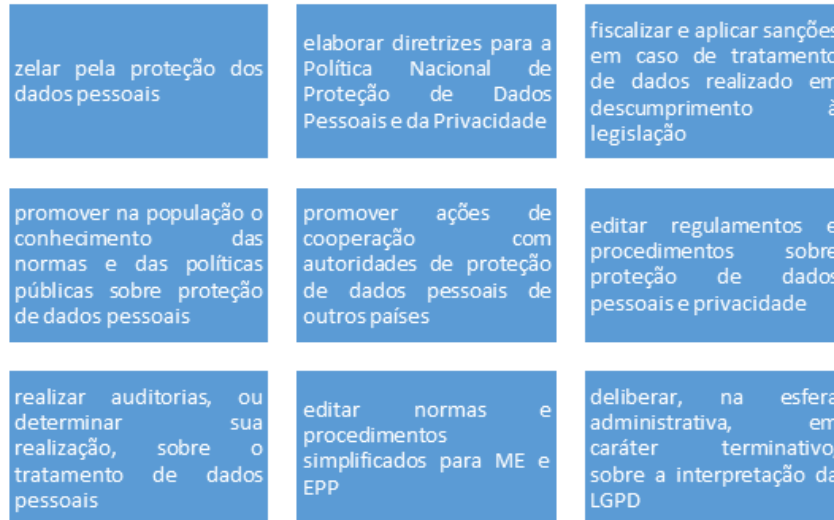 zelar pela proteção dos
dados pessoais
elaborar diretrizes para a
Política Nacional de
Proteção de Dados
Pessoais e da Privacidade
fiscalizar e aplicar sanções
em caso de tratamento
de dados realizado em
descumprimento à
legislação
promover na população o
conhecimento das
normas e das políticas
públicas sobre proteção
de dados pessoais
promover ações de
cooperação com
autoridades de proteção
de dados pessoais de
outros países
editar regulamentos e
procedimentos sobre
proteção de dados
pessoais e privacidade
realizar auditorias, ou
determinar sua
realização, sobre o
tratamento de dados
pessoais
editar normas e
procedimentos
simplificados para ME e
EPP
deliberar, na esfera
administrativa, em
caráter terminativo,
sobre a interpretação da
LGPD